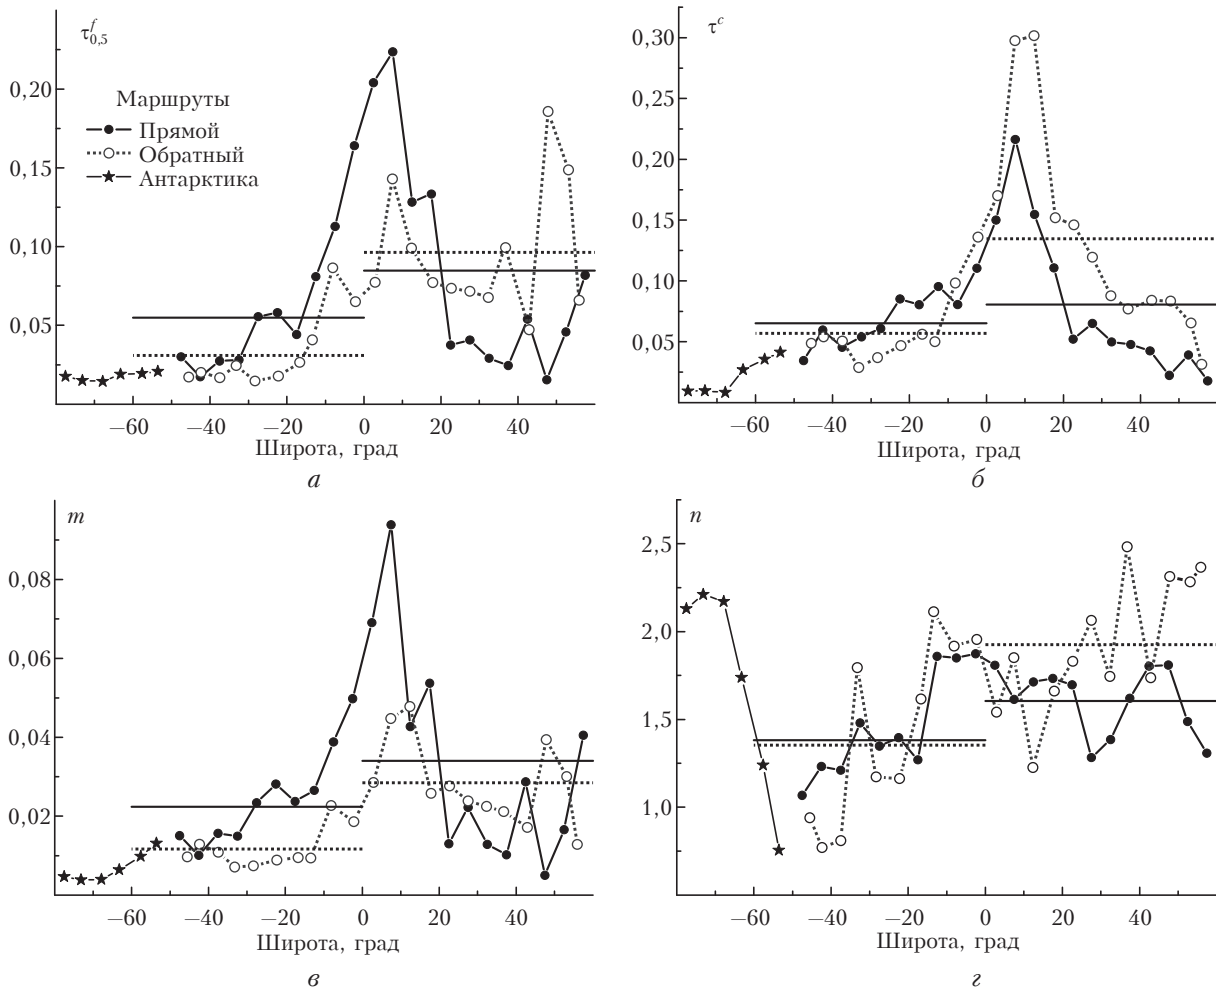 τ^f_{0,5}
0,20
0,15
0,10
0,05
Маршруты
Прямой
Обратный
Антарктика
−60 −40 −20 0 20 40
Широта, град
а
τ^c
0,30
0,25
0,20
0,15
0,10
0,05
−60 −40 −20 0 20 40
Широта, град
б
m
0,08
0,06
0,04
0,02
−60 −40 −20 0 20 40
Широта, град
в
n
2,5
2,0
1,5
1,0
−60 −40 −20 0 20 40
Широта, град
г